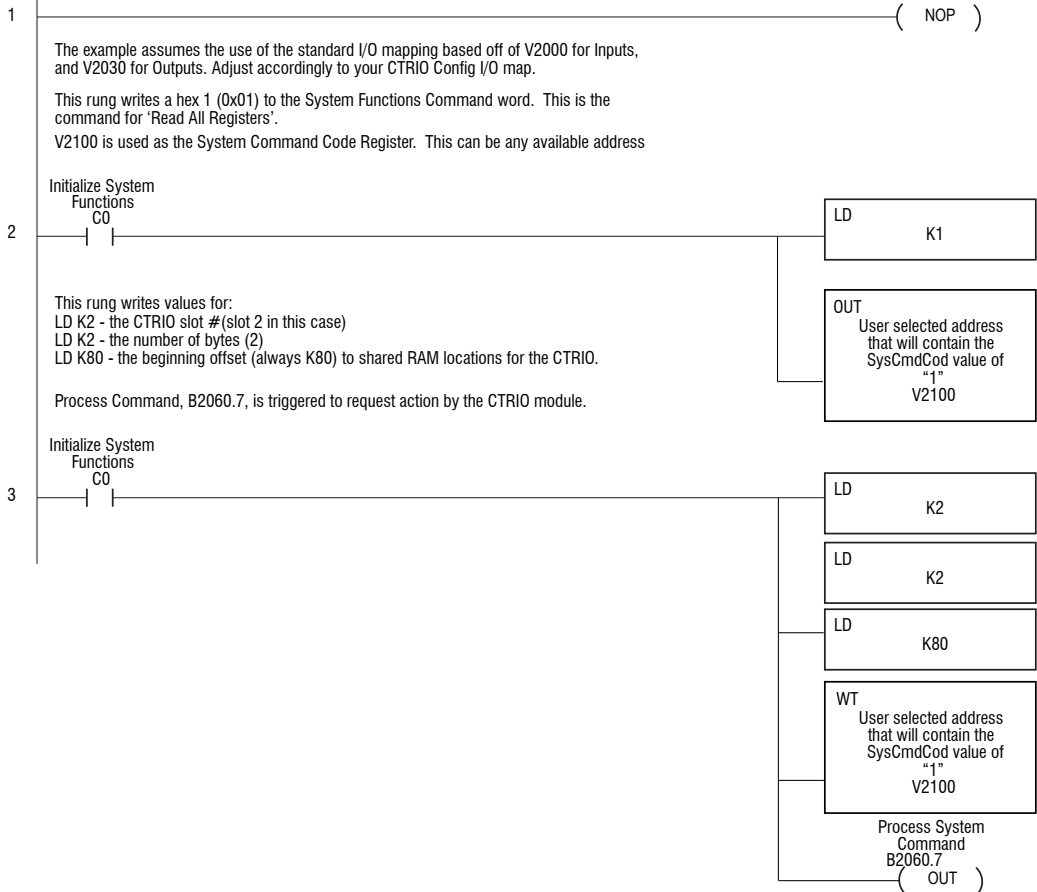 1
( NOP )
The example assumes the use of the standard I/O mapping based off of V2000 for Inputs,
and V2030 for Outputs. Adjust accordingly to your CTRIO Config I/O map.
This rung writes a hex 1 (0x01) to the System Functions Command word.  This is the
command for 'Read All Registers'.
V2100 is used as the System Command Code Register.  This can be any available address
Initialize System
Functions
C0
2
LD
K1
OUT
User selected address
that will contain the
SysCmdCod value of
“1”
V2100
This rung writes values for:
LD K2 - the CTRIO slot #(slot 2 in this case)
LD K2 - the number of bytes (2)
LD K80 - the beginning offset (always K80) to shared RAM locations for the CTRIO.
Process Command, B2060.7, is triggered to request action by the CTRIO module.
Initialize System
Functions
C0
3
LD
K2
LD
K2
LD
K80
WT
User selected address
that will contain the
SysCmdCod value of
“1”
V2100
Process System
Command
B2060.7
( OUT )